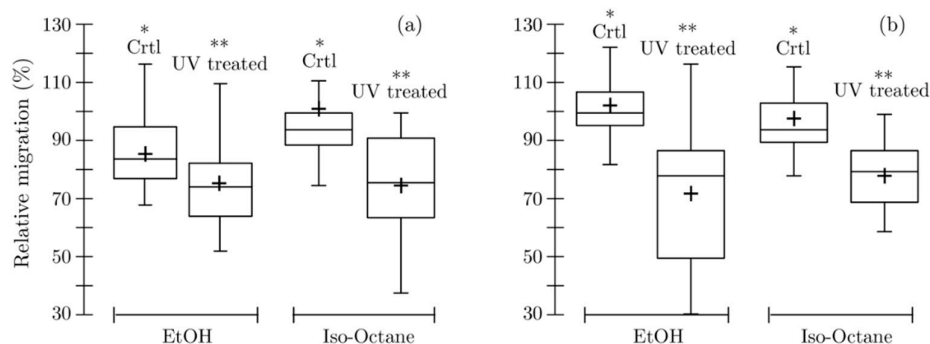 Relative migration (%)
130
110
90
70
50
30
(a)
*
Crtl
**
UV treated
*
Crtl
**
UV treated
EtOH
Iso-Octane
130
110
90
70
50
30
(b)
*
Crtl
**
UV treated
*
Crtl
**
UV treated
EtOH
Iso-Octane